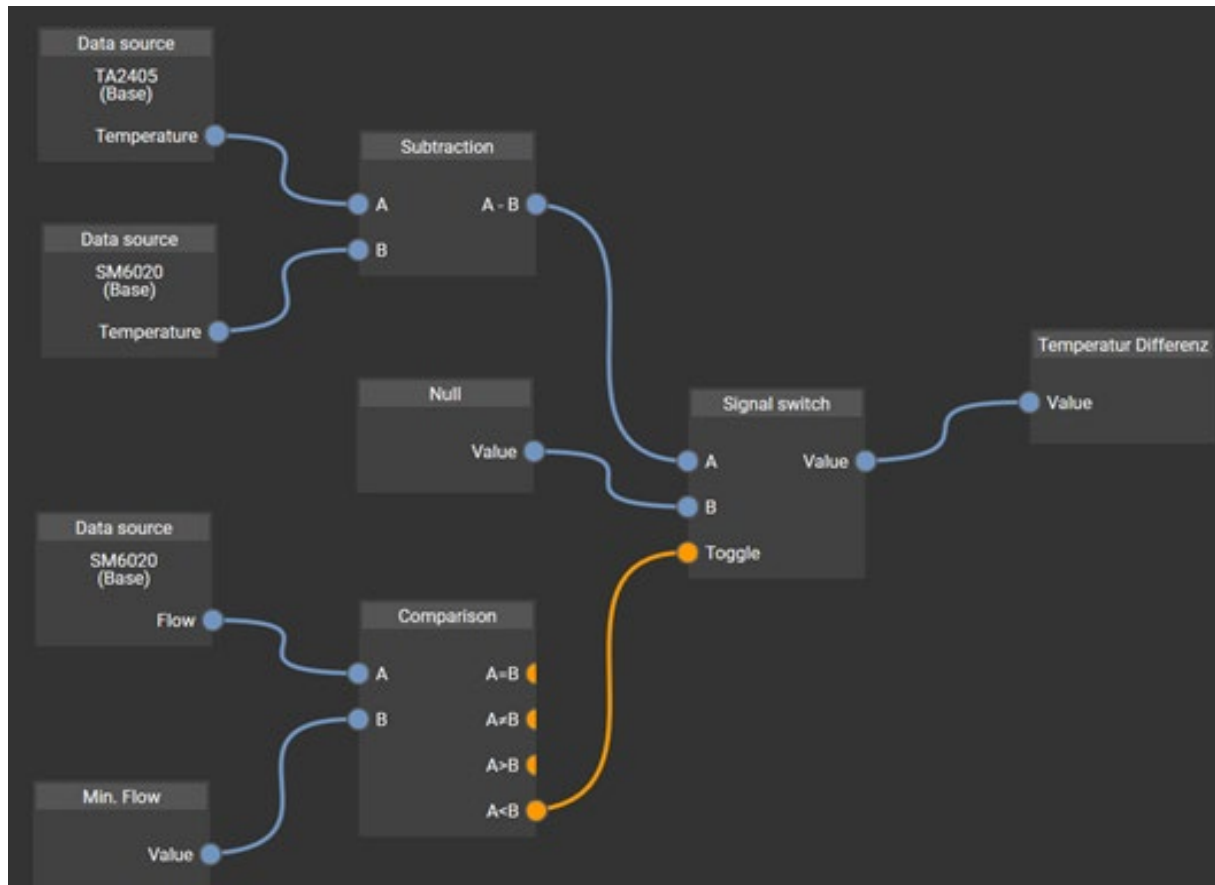 Data source
TA2405
(Base)
Temperature
Subtraction
A
A - B
B
Data source
SM6020
(Base)
Temperature
Temperatur Differenz
Value
Null
Value
Signal switch
A
Value
B
Toggle
Data source
SM6020
(Base)
Flow
Comparison
A
A=B
B
A≠B
A>B
A<B
Min. Flow
Value